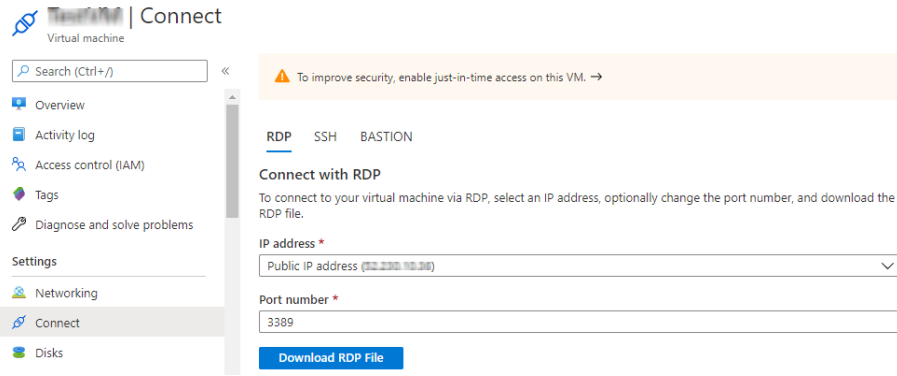 | Connect
Virtual machine
Search (Ctrl+/)
«
To improve security, enable just-in-time access on this VM. →
Overview
Activity log
Access control (IAM)
Tags
Diagnose and solve problems
Settings
Networking
Connect
Disks
RDP SSH BASTION
Connect with RDP
To connect to your virtual machine via RDP, select an IP address, optionally change the port number, and download the
RDP file.
IP address *
Public IP address ()
Port number *
3389
Download RDP File